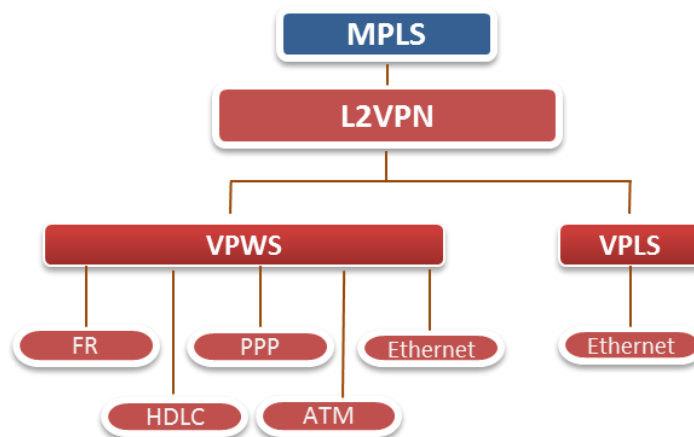 MPLS
L2VPN
VPWS
VPLS
FR
PPP
Ethernet
Ethernet
HDLC
ATM